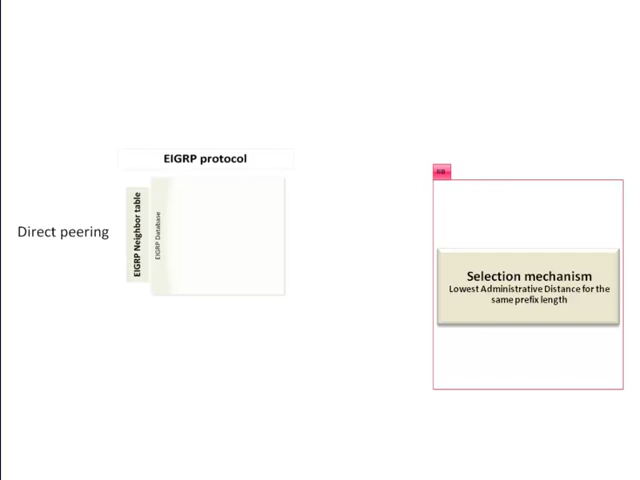 EIGRP protocol
RIB
Direct peering
EIGRP Neighbor table
EIGRP Database
Selection mechanism
Lowest Administrative Distance for the
same prefix length